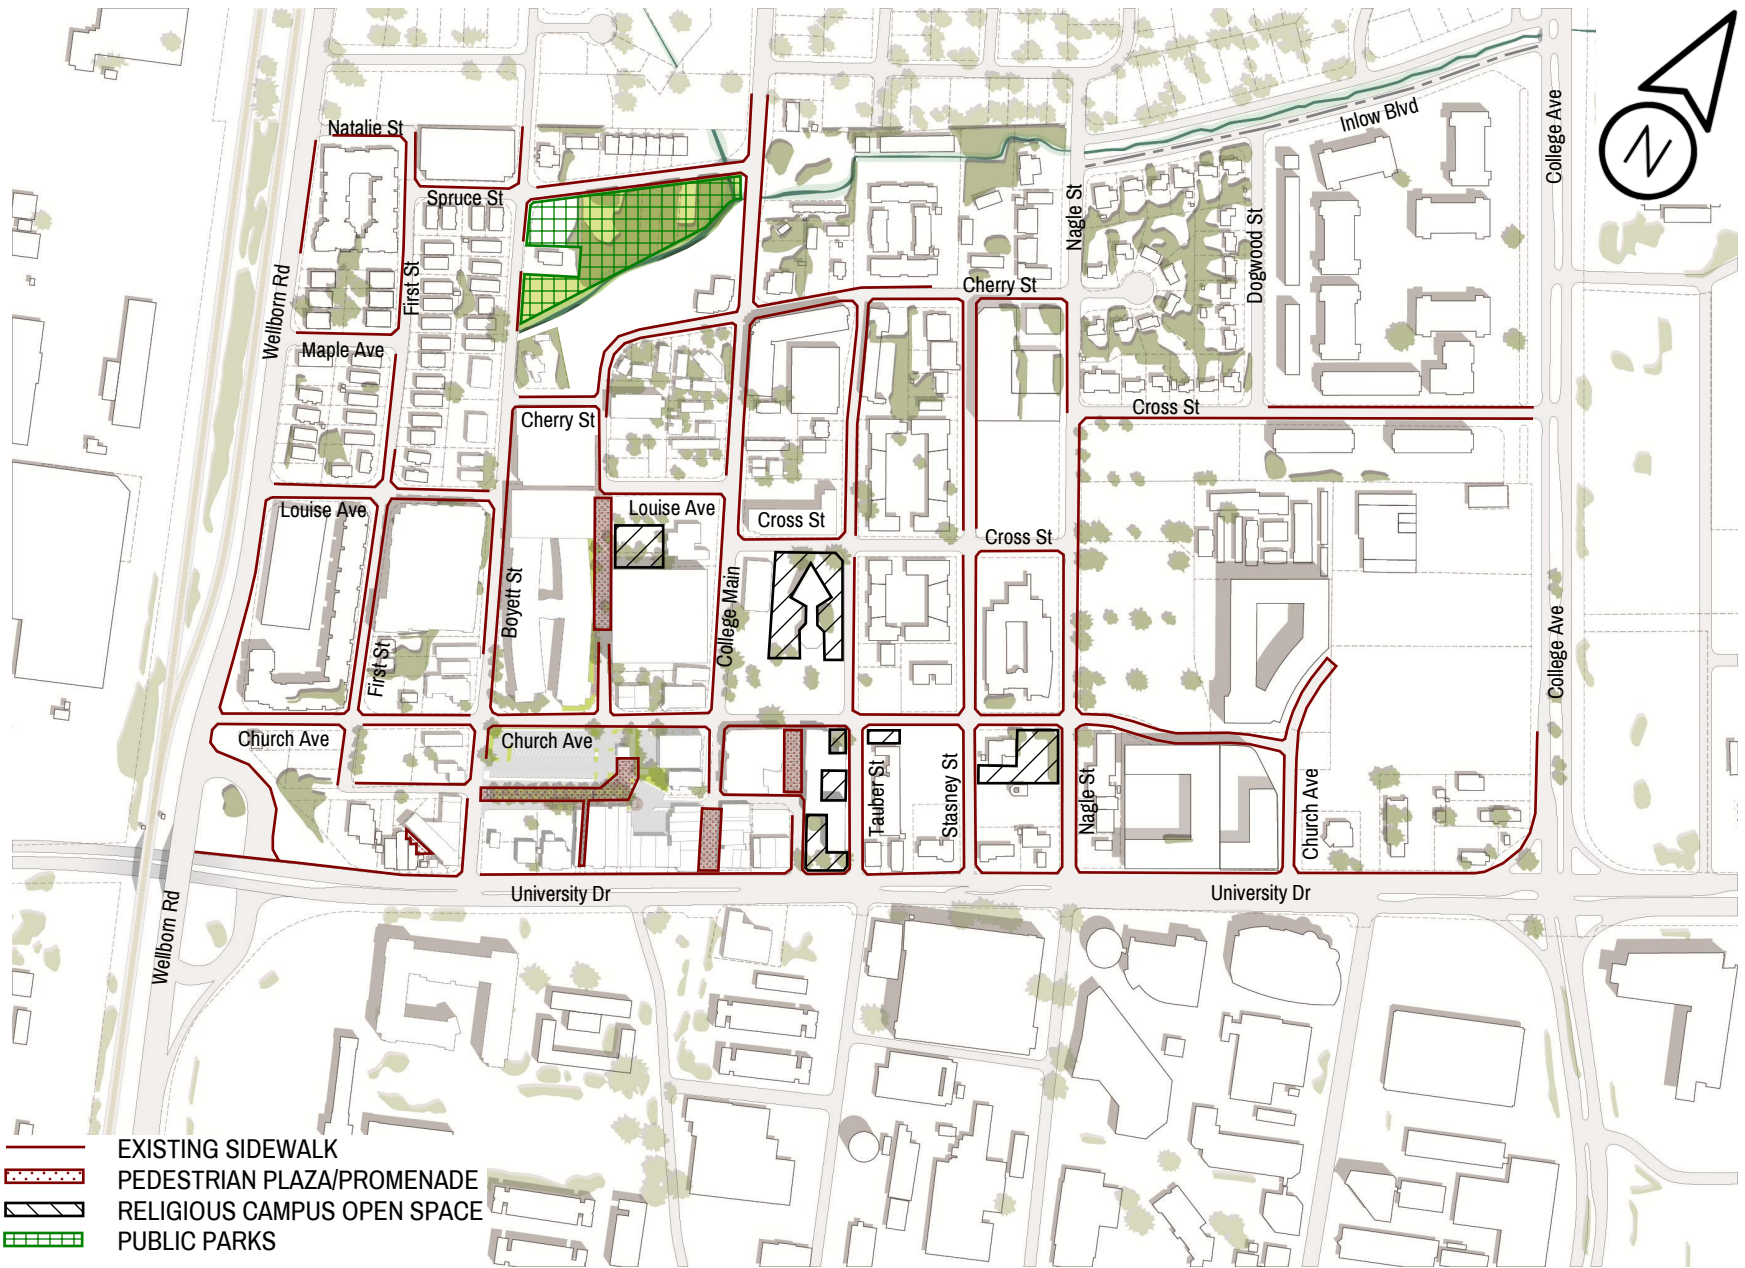 Natalie St
Spruce St
Inlow Blvd
College Ave
N
Nagle St
Dogwood St
First St
Wellborn Rd
Cherry St
Maple Ave
Cherry St
Cross St
Louise Ave
Louise Ave
Cross St
Cross St
Boyett St
College Main
First St
College Ave
Church Ave
Church Ave
Tauber St
Stasney St
Nagle St
Church Ave
University Dr
University Dr
Wellborn Rd
EXISTING SIDEWALK
PEDESTRIAN PLAZA/PROMENADE
RELIGIOUS CAMPUS OPEN SPACE
PUBLIC PARKS